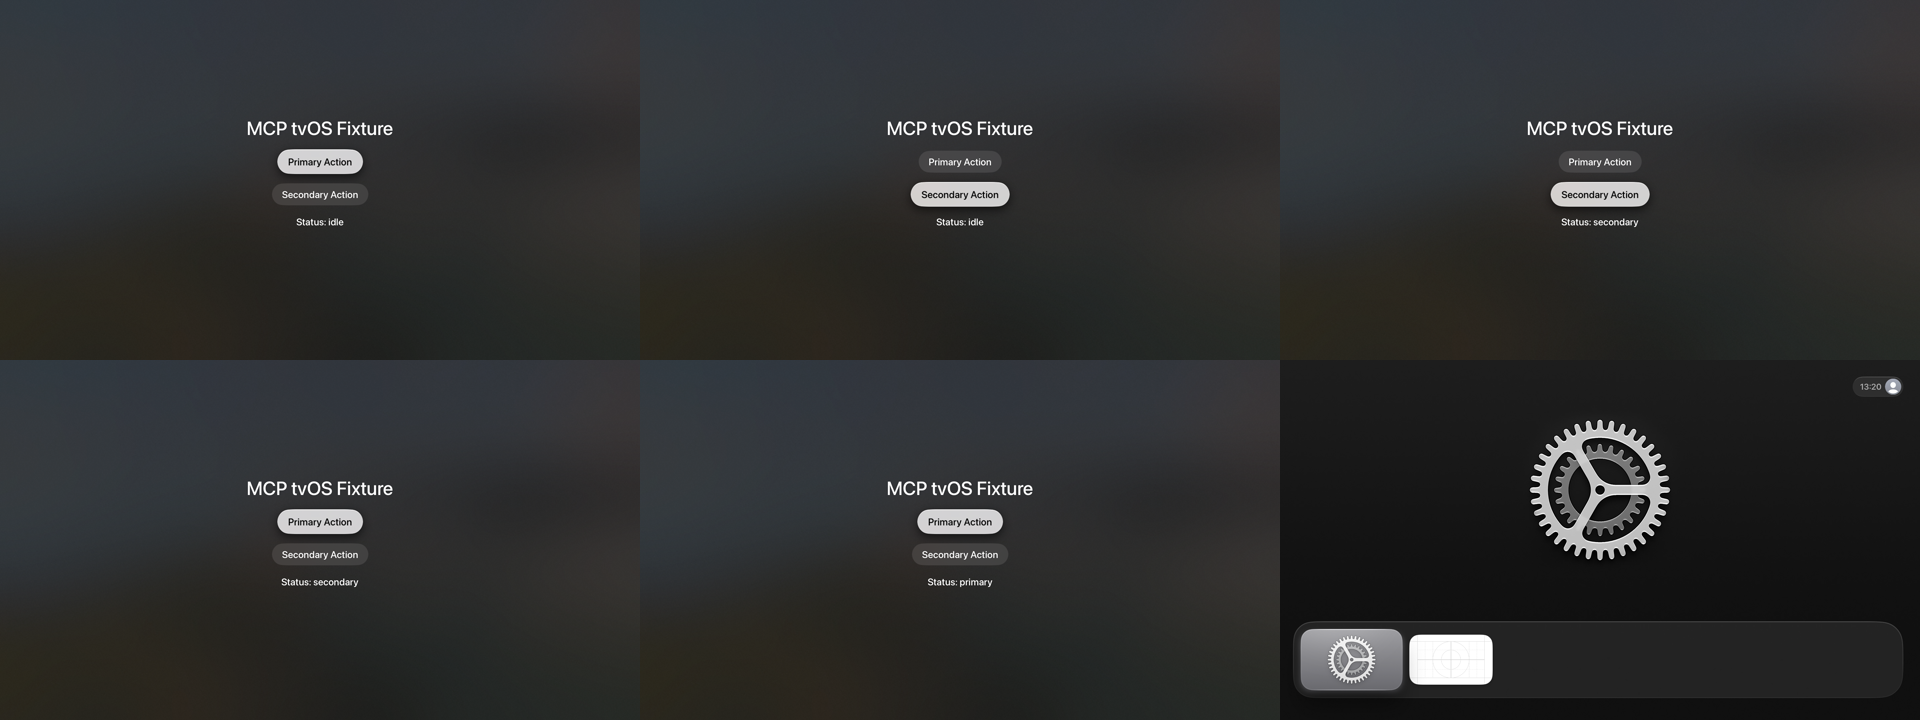 MCP tvOS Fixture
Primary Action
Secondary Action
Status: idle
MCP tvOS Fixture
Primary Action
Secondary Action
Status: idle
MCP tvOS Fixture
Primary Action
Secondary Action
Status: secondary
MCP tvOS Fixture
Primary Action
Secondary Action
Status: secondary
MCP tvOS Fixture
Primary Action
Secondary Action
Status: primary
13:20